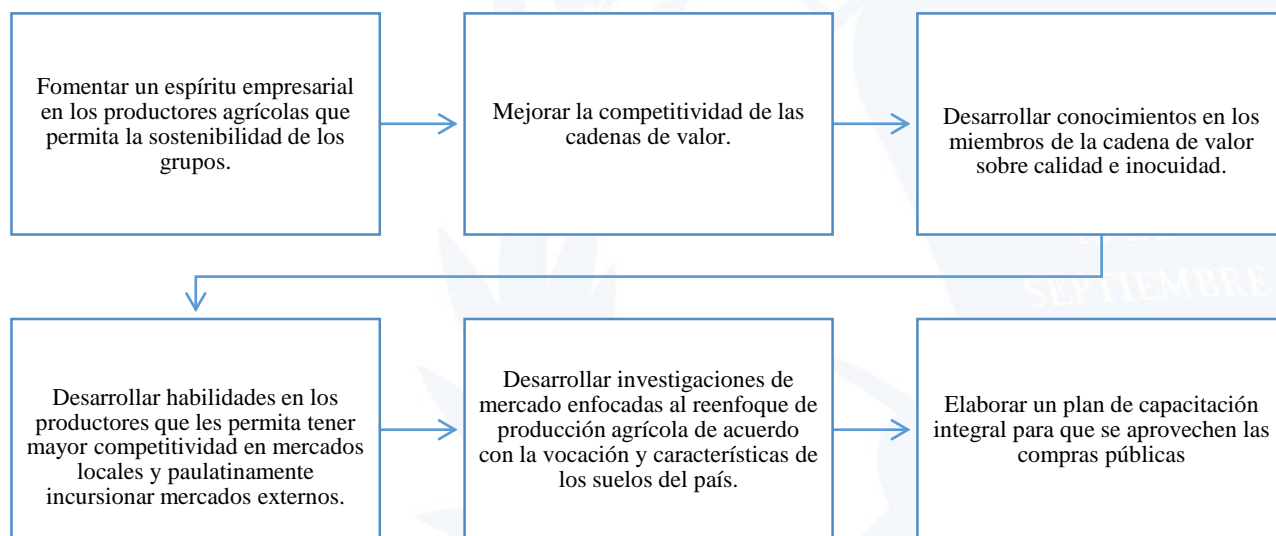 Fomentar un espíritu empresarial
en los productores agrícolas que
permita la sostenibilidad de los
grupos.
Mejorar la competitividad de las
cadenas de valor.
Desarrollar conocimientos en los
miembros de la cadena de valor
sobre calidad e inocuidad.
SEPTIEMBRE
Desarrollar habilidades en los
productores que les permita tener
mayor competitividad en mercados
locales y paulatinamente
incursionar mercados externos.
Desarrollar investigaciones de
mercado enfocadas al reenfoque de
producción agrícola de acuerdo
con la vocación y características de
los suelos del país.
Elaborar un plan de capacitación
integral para que se aprovechen las
compras públicas